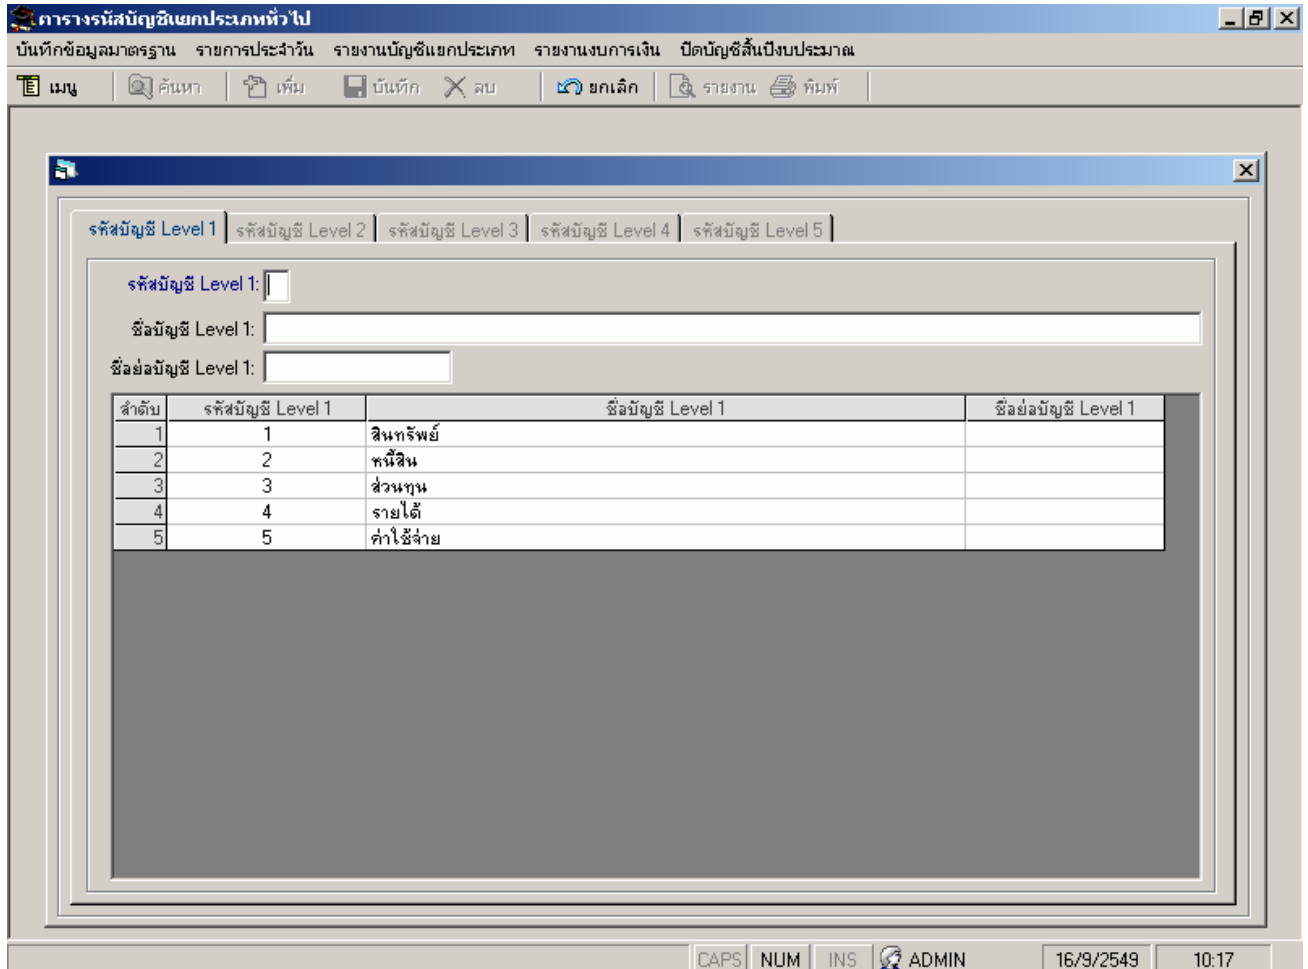 ตารางรหัสบัญชีแยกประเภททั่วไป
บันทึกข้อมูลมาตรฐาน รายการประจำวัน รายงานบัญชีแยกประเภท รายงานงบการเงิน ปิดบัญชีสิ้นปีงบประมาณ
เมนู ค้นหา เพิ่ม บันทึก ลบ ยกเลิก รายงาน พิมพ์
รหัสบัญชี Level 1 รหัสบัญชี Level 2 รหัสบัญชี Level 3 รหัสบัญชี Level 4 รหัสบัญชี Level 5
รหัสบัญชี Level 1:
ชื่อบัญชี Level 1:
ชื่อย่อบัญชี Level 1:
ลำดับ รหัสบัญชี Level 1 ชื่อบัญชี Level 1 ชื่อย่อบัญชี Level 1
1 1 สินทรัพย์
2 2 หนี้สิน
3 3 ส่วนทุน
4 4 รายได้
5 5 ค่าใช้จ่าย
CAPS NUM INS ADMIN 16/9/2549 10:17